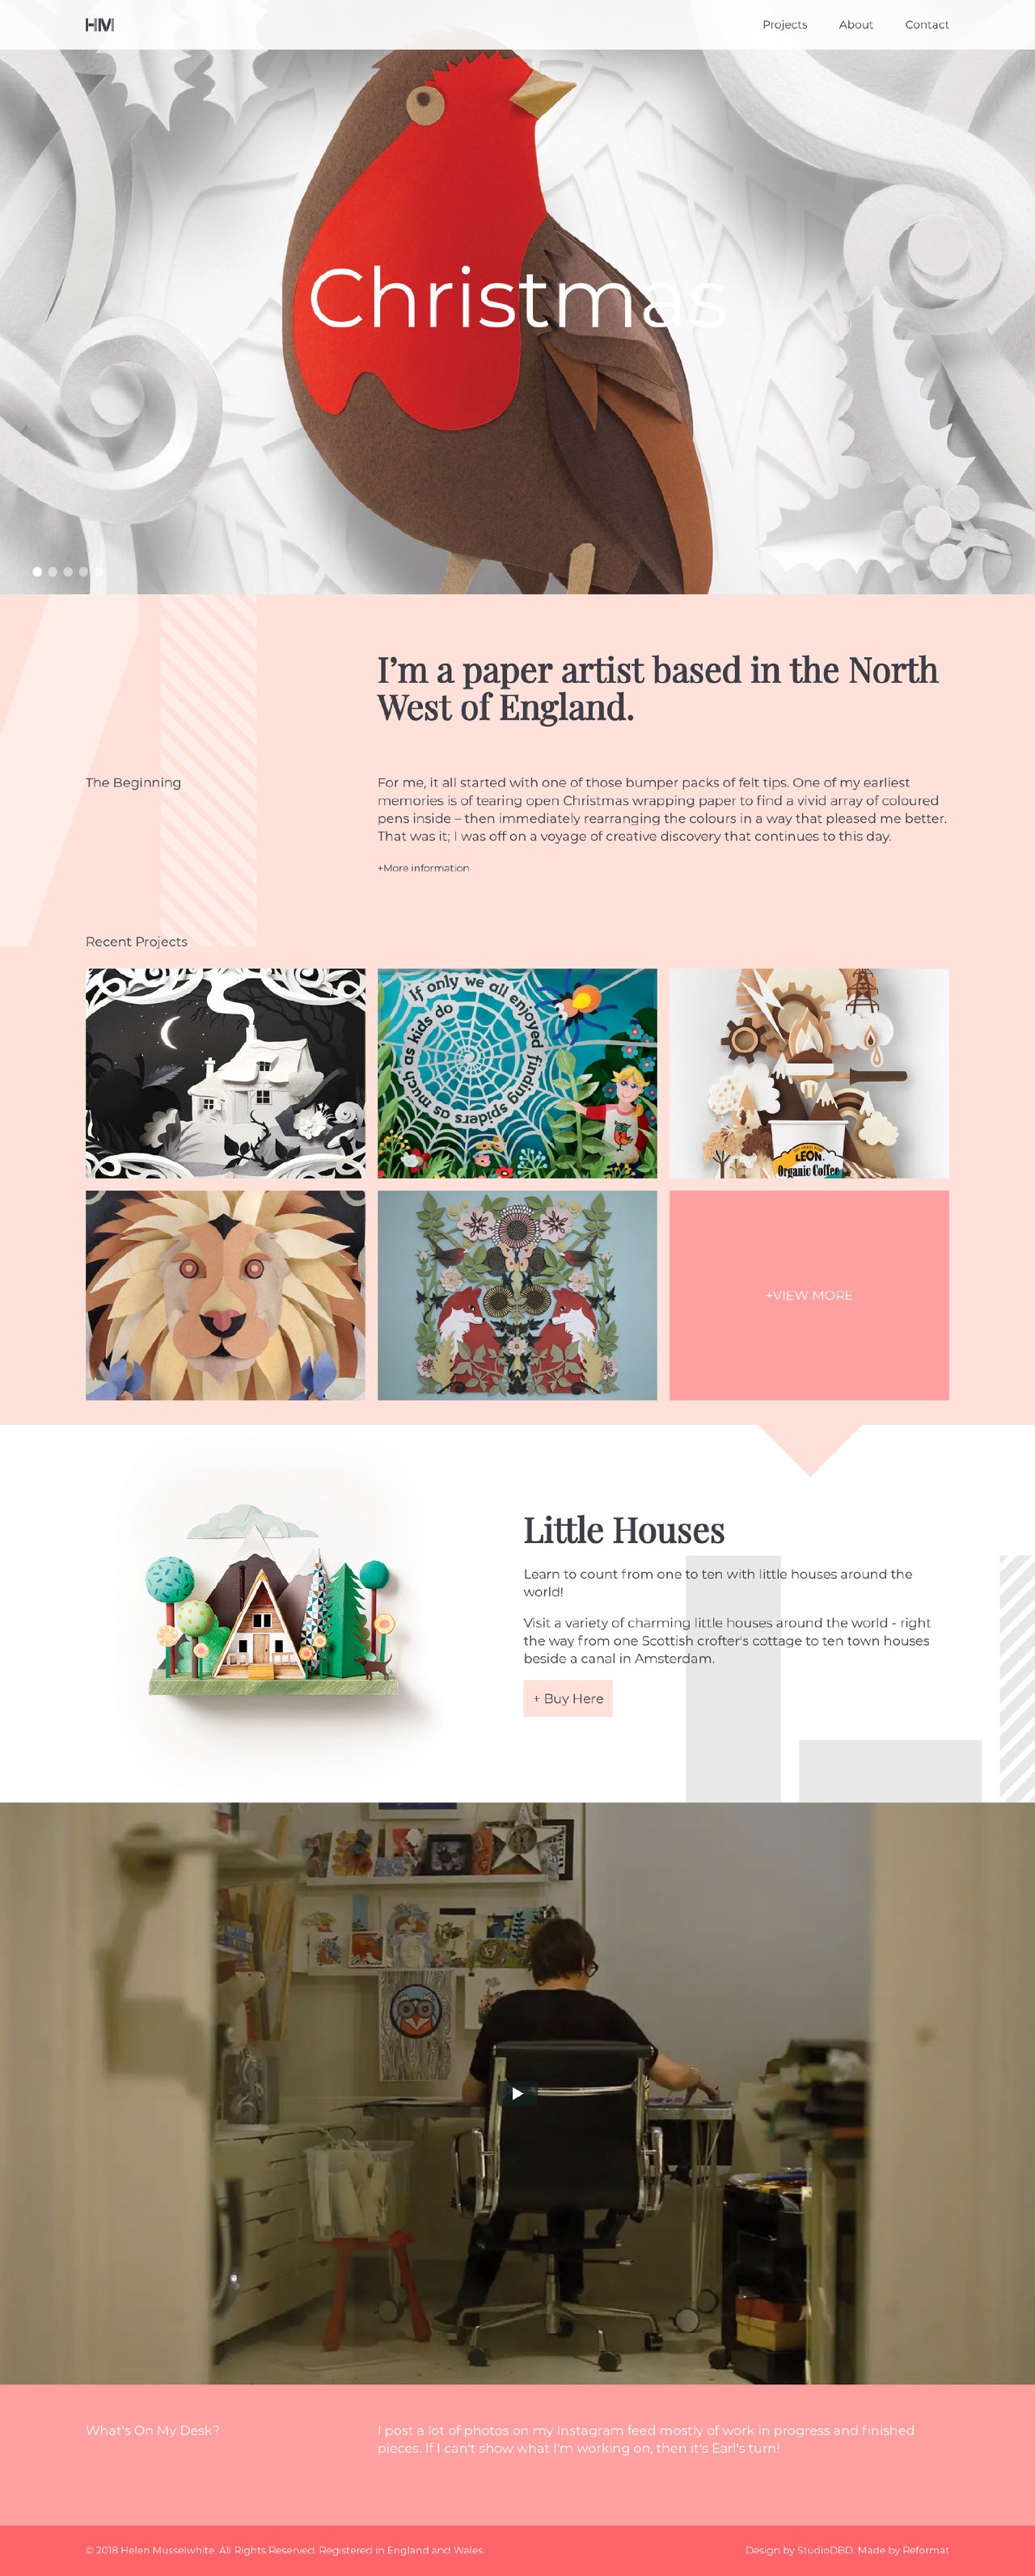 HM
Projects
About
Contact
Christmas
I'm a paper artist based in the North
West of England.
The Beginning
For me, it all started with one of those bumper packs of felt tips. One of my earliest
memories is of tearing open Christmas wrapping paper to find a vivid array of coloured
pens inside – then immediately rearranging the colours in a way that pleased me better.
That was it; I was off on a voyage of creative discovery that continues to this day.
+More information
Recent Projects
If only we all enjoyed finding spiders as much as kids do
LEON.
Organic Coffee
+VIEW MORE
Little Houses
Learn to count from one to ten with little houses around the
world!
Visit a variety of charming little houses around the world - right
the way from one Scottish crofter's cottage to ten town houses
beside a canal in Amsterdam.
+ Buy Here
What's On My Desk?
I post a lot of photos on my Instagram feed mostly of work in progress and finished
pieces. If I can't show what I'm working on, then it's Earl's turn!
© 2018 Helen Musselwhite. All Rights Reserved. Registered in England and Wales.
Design by StudioDBD. Made by Reformat